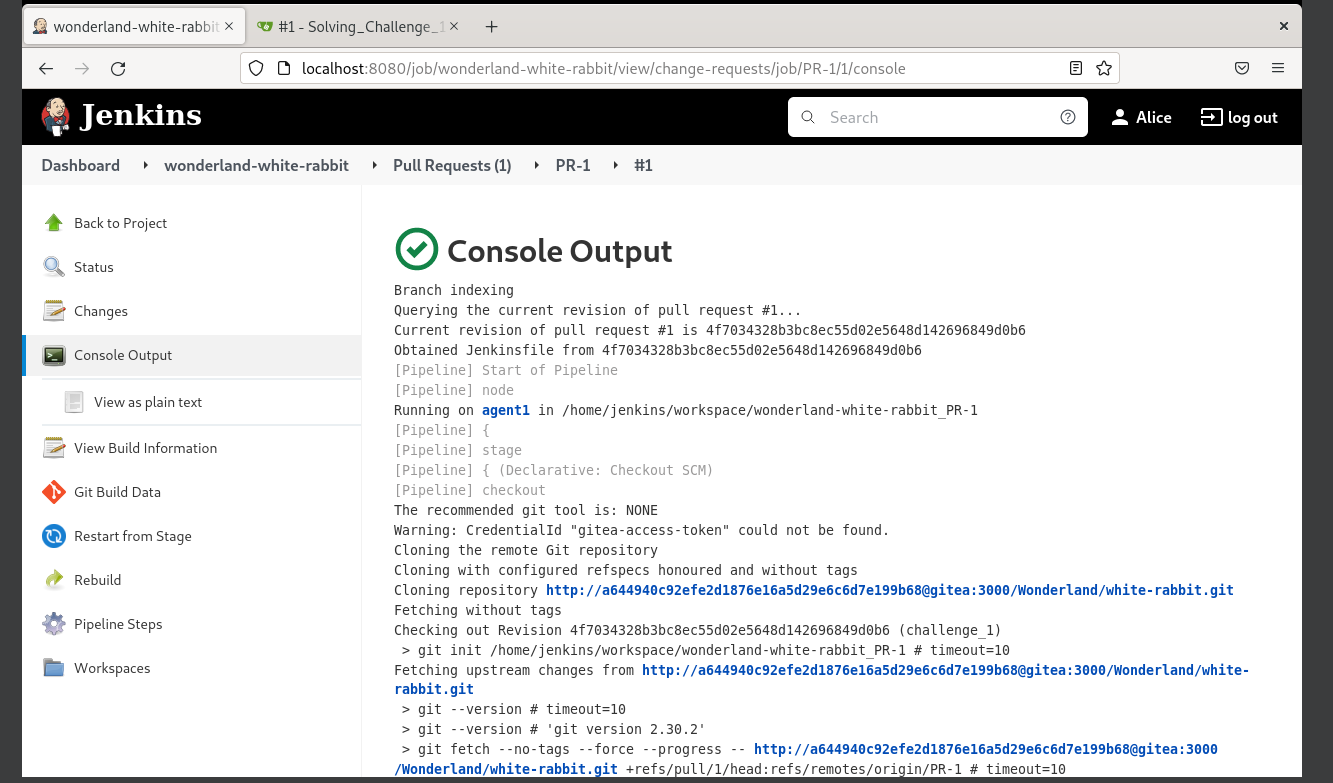 wonderland-white-rabbit
#1 - Solving_Challenge_1
localhost:8080/job/wonderland-white-rabbit/view/change-requests/job/PR-1/1/console
Jenkins
Search
Alice
log out
Dashboard
wonderland-white-rabbit
Pull Requests (1)
PR-1
#1
Back to Project
Status
Changes
Console Output
View as plain text
View Build Information
Git Build Data
Restart from Stage
Rebuild
Pipeline Steps
Workspaces
Console Output
Branch indexing
Querying the current revision of pull request #1...
Current revision of pull request #1 is 4f7034328b3bc8ec55d02e5648d142696849d0b6
Obtained Jenkinsfile from 4f7034328b3bc8ec55d02e5648d142696849d0b6
[Pipeline] Start of Pipeline
[Pipeline] node
Running on agent1 in /home/jenkins/workspace/wonderland-white-rabbit_PR-1
[Pipeline] {
[Pipeline] stage
[Pipeline] { (Declarative: Checkout SCM)
[Pipeline] checkout
The recommended git tool is: NONE
Warning: CredentialId "gitea-access-token" could not be found.
Cloning the remote Git repository
Cloning with configured refspecs honoured and without tags
Cloning repository http://a644940c92efe2d1876e16a5d29e6c6d7e199b68@gitea:3000/Wonderland/white-rabbit.git
Fetching without tags
Checking out Revision 4f7034328b3bc8ec55d02e5648d142696849d0b6 (challenge_1)
> git init /home/jenkins/workspace/wonderland-white-rabbit_PR-1 # timeout=10
Fetching upstream changes from http://a644940c92efe2d1876e16a5d29e6c6d7e199b68@gitea:3000/Wonderland/white-
rabbit.git
> git --version # timeout=10
> git --version # 'git version 2.30.2'
> git fetch --no-tags --force --progress -- http://a644940c92efe2d1876e16a5d29e6c6d7e199b68@gitea:3000
/Wonderland/white-rabbit.git +refs/pull/1/head:refs/remotes/origin/PR-1 # timeout=10